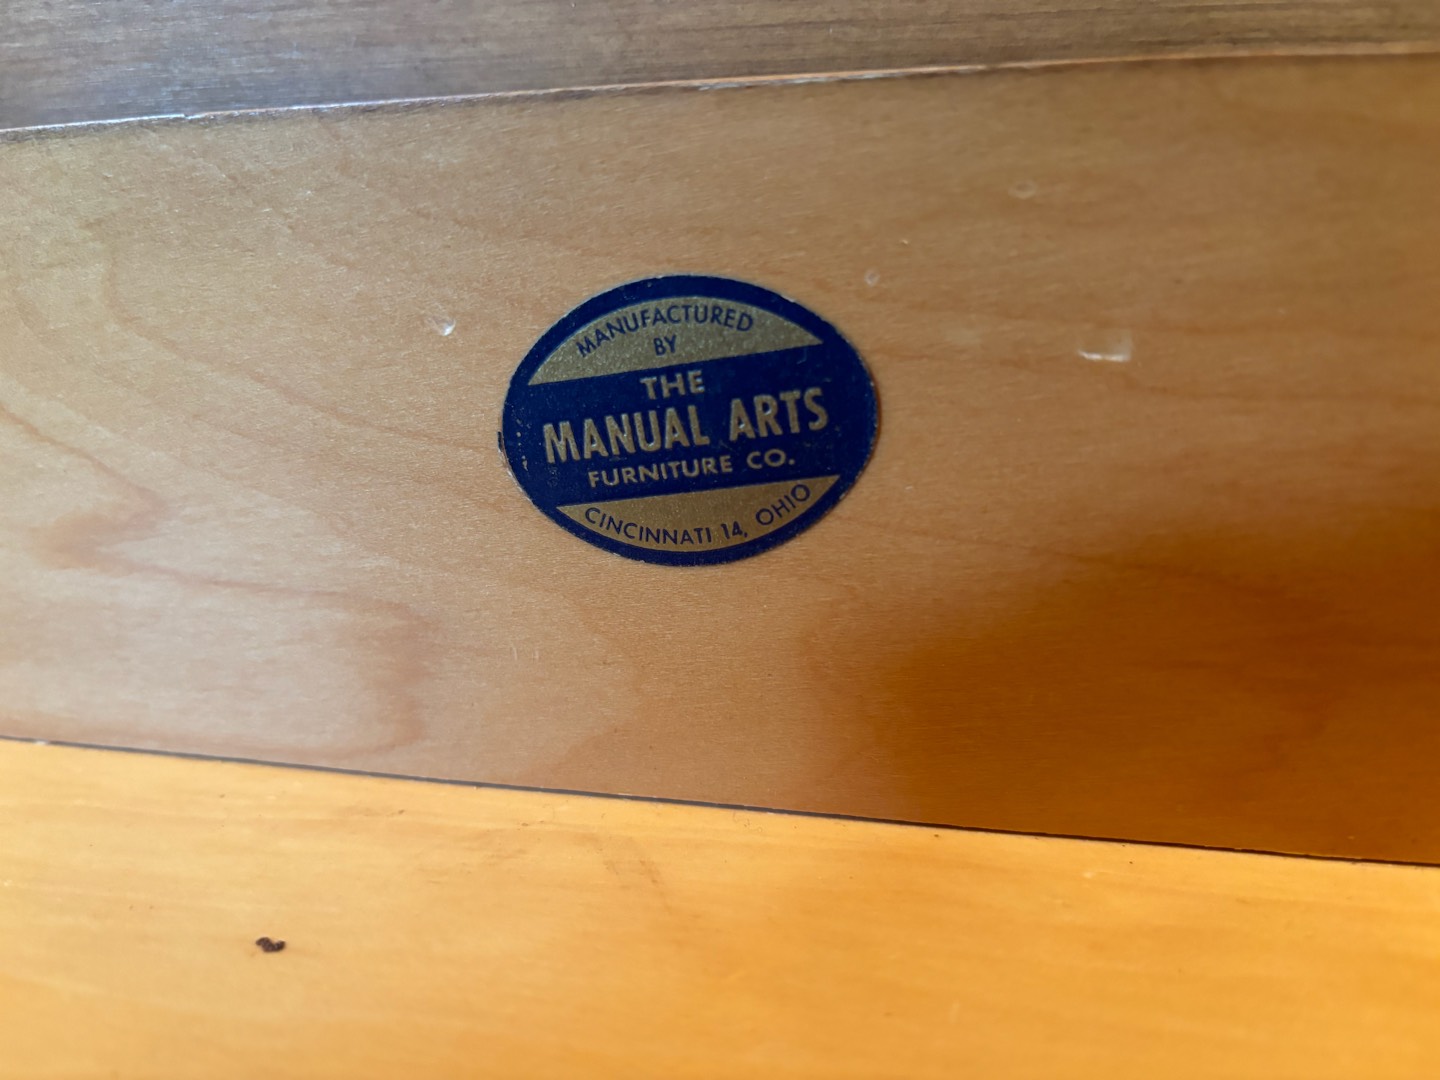 MANUFACTURED
BY
THE
MANUAL ARTS
FURNITURE CO.
CINCINNATI 14, OHIO